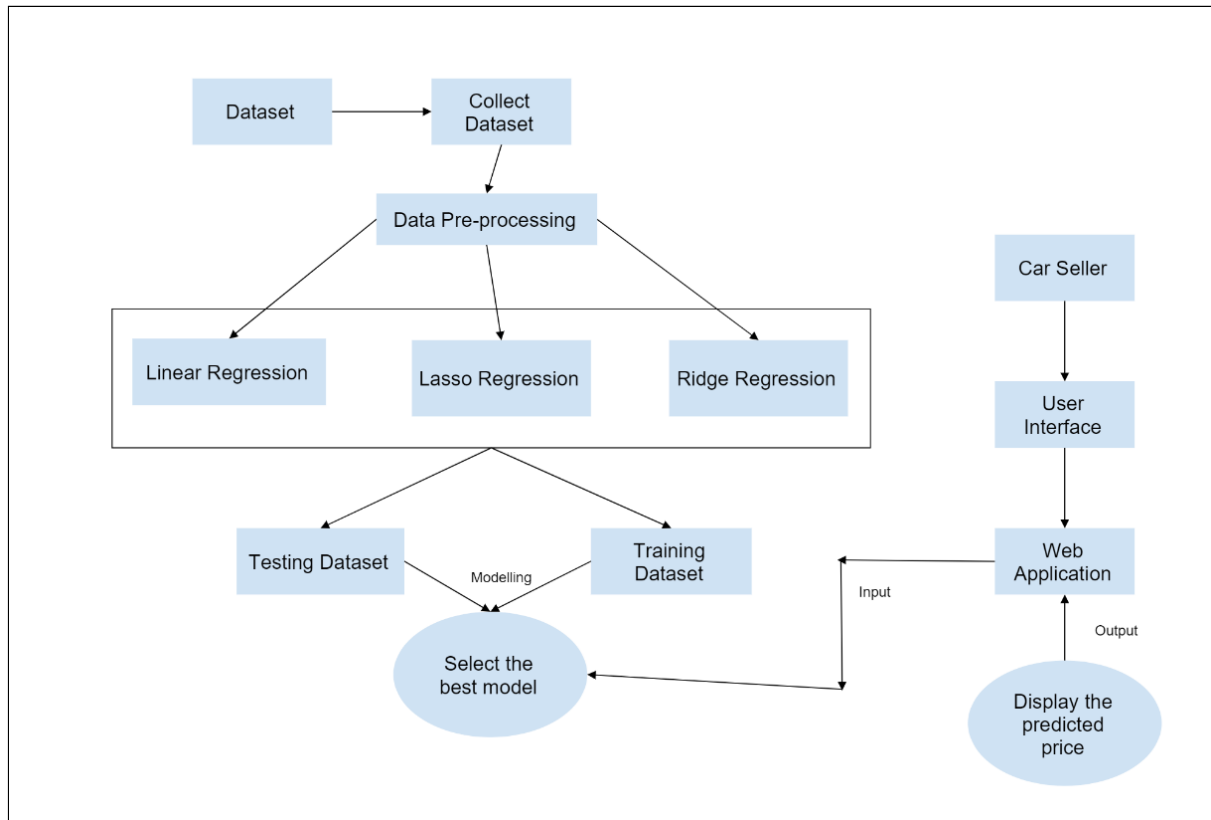 Dataset
Collect
Dataset
Data Pre-processing
Car Seller
Linear Regression
Lasso Regression
Ridge Regression
User
Interface
Testing Dataset
Training
Dataset
Modelling
Web
Application
Input
Output
Select the
best model
Display the
predicted
price